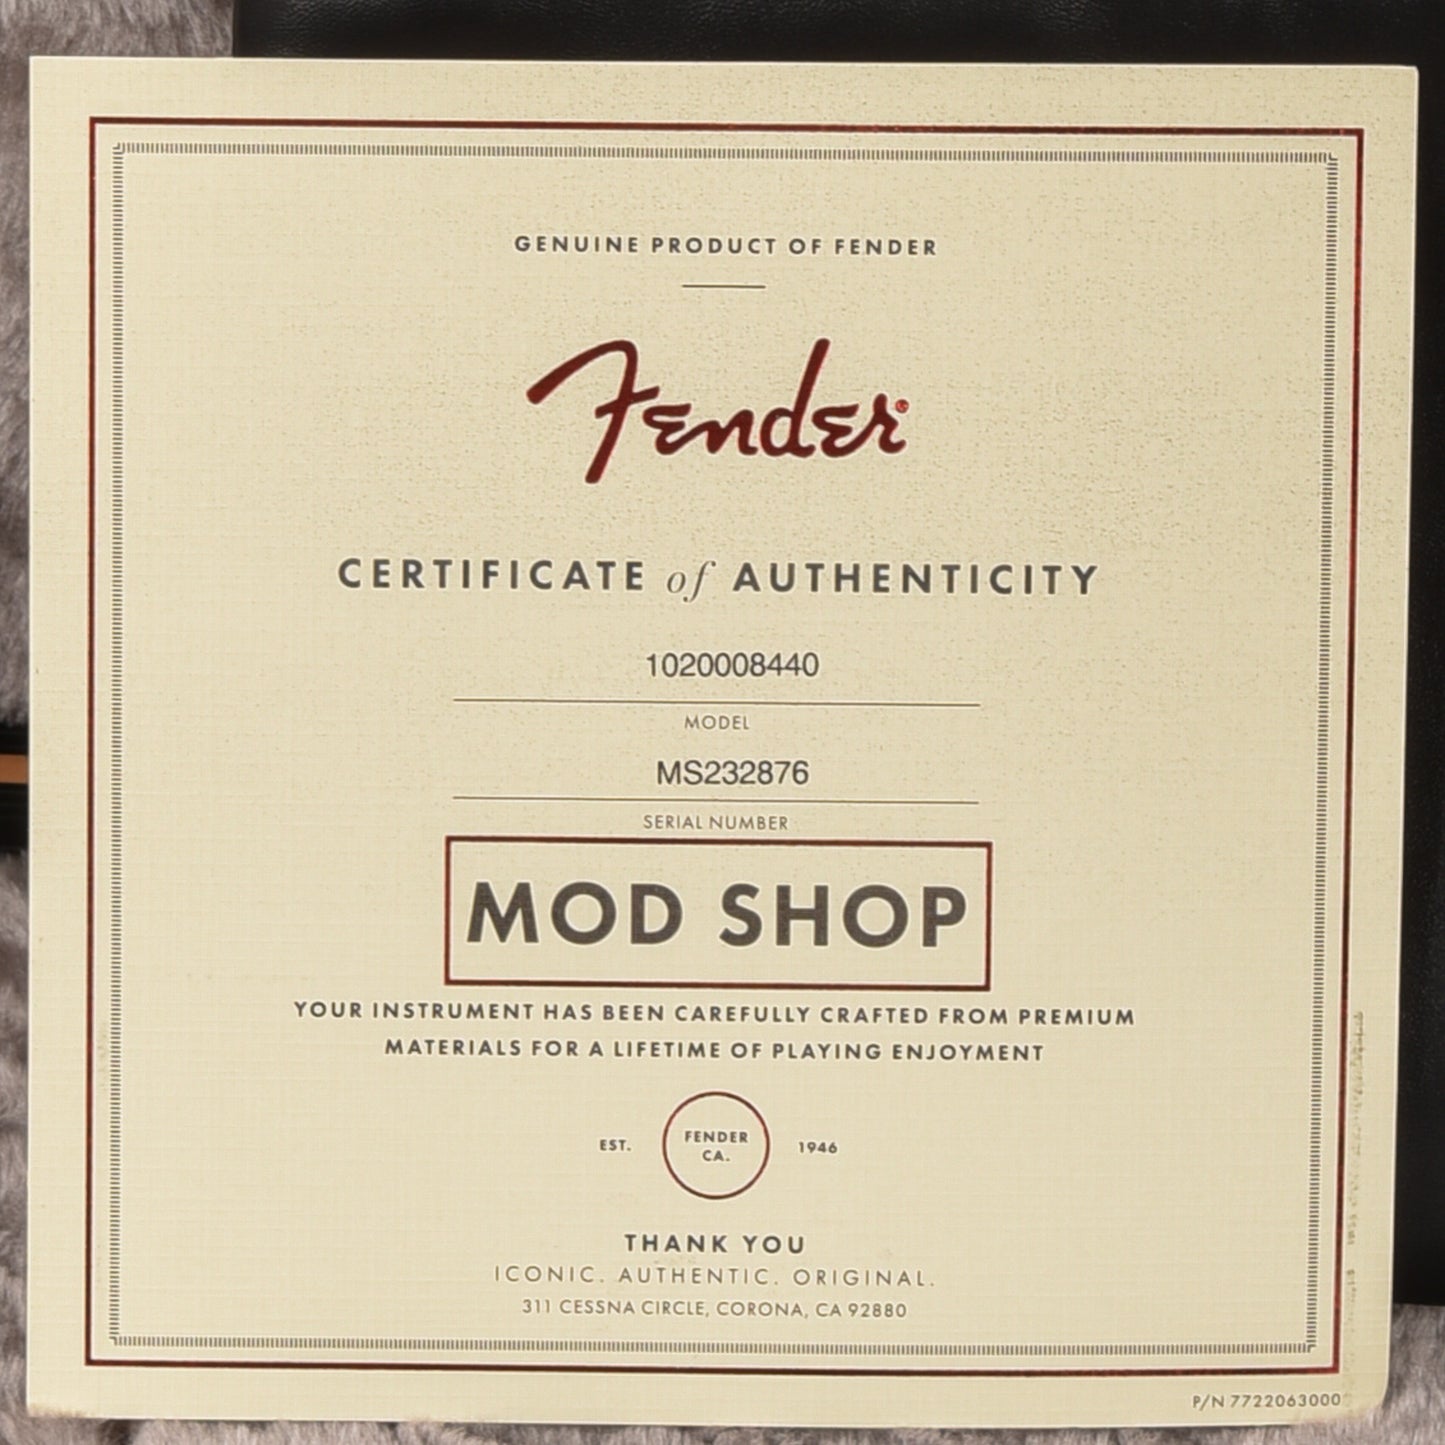 GENUINE PRODUCT OF FENDER
Fender®
CERTIFICATE of AUTHENTICITY
1020008440
MODEL
MS232876
SERIAL NUMBER
MOD SHOP
YOUR INSTRUMENT HAS BEEN CAREFULLY CRAFTED FROM PREMIUM
MATERIALS FOR A LIFETIME OF PLAYING ENJOYMENT
EST. FENDER CA. 1946
THANK YOU
ICONIC. AUTHENTIC. ORIGINAL.
311 CESSNA CIRCLE, CORONA, CA 92880
P/N 7722063000